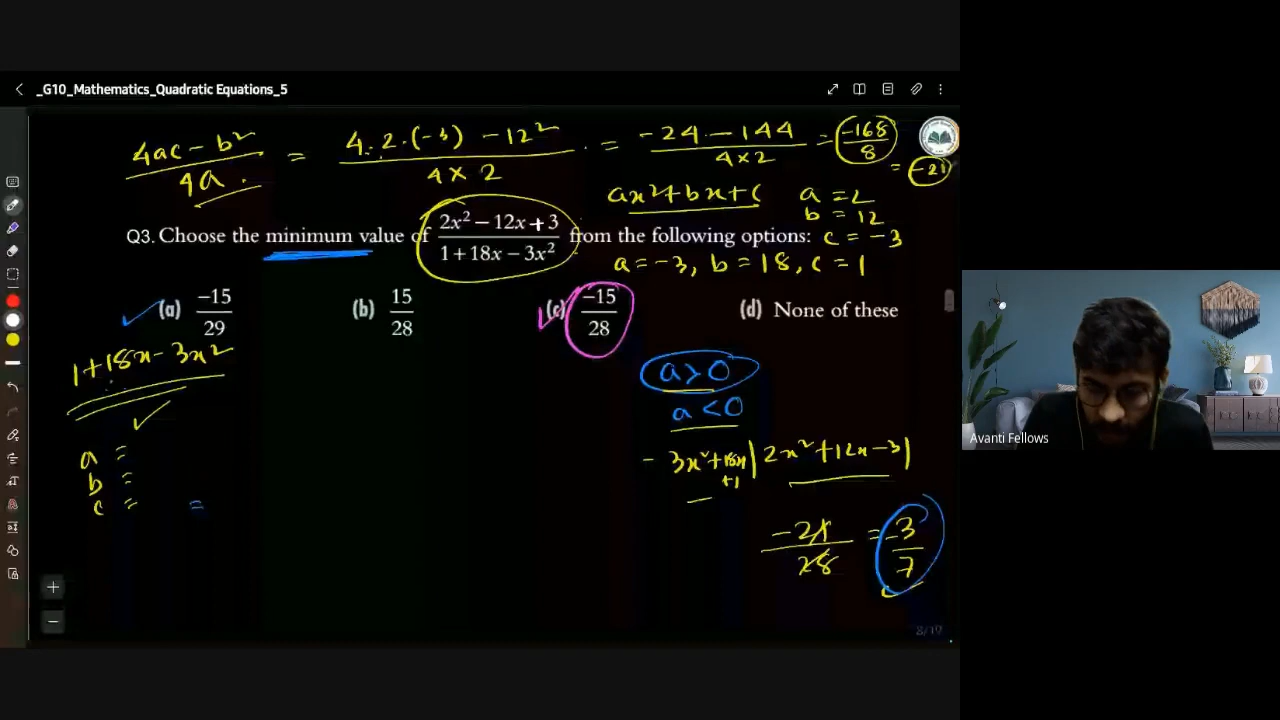 _G10_Mathematics_Quadratic Equations_5
4ac - b² / 4a = 4·2·(-3) - 12² / 4×2 = -24 - 144 / 4×2 = -168 / 8 = -21
ax²+bx+c a = 2
b = 12
Q3. Choose the minimum value of 2x² – 12x + 3 / 1 + 18x – 3x² from the following options: c = -3
a = -3, b = 18, c = 1
(a) –15 / 29 (b) 15 / 28 (c) –15 / 28 (d) None of these
1+18x - 3x²
a > 0
a < 0
a =
b =
c = =
- 3x²+18x +1 | 2x²+12x-3 |
-21 / 28 = -3 / 7
8/19
Avanti Fellows